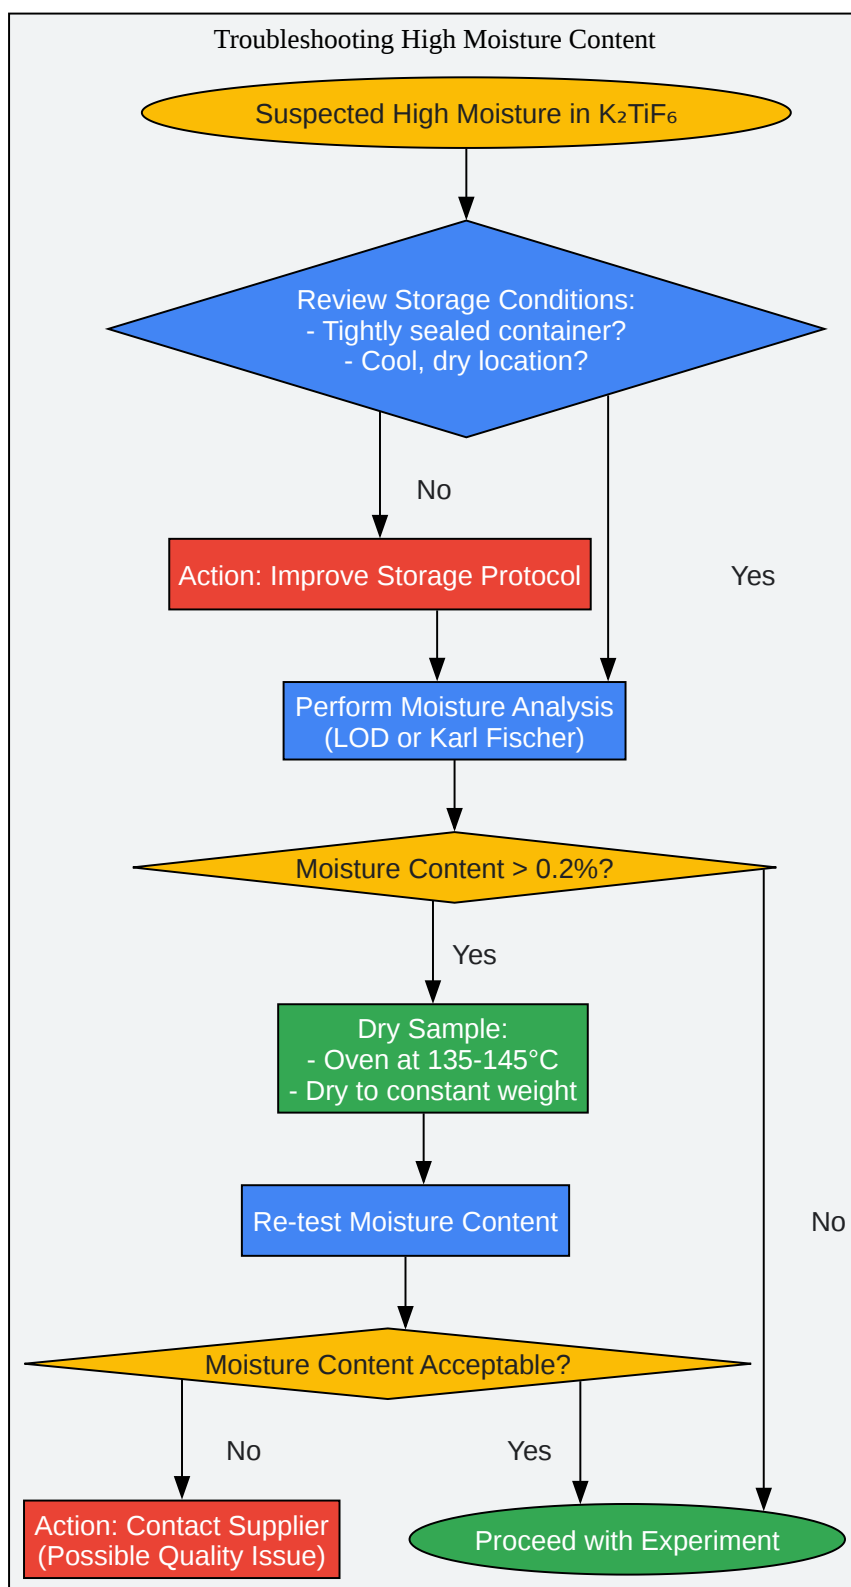 Troubleshooting High Moisture Content
Suspected High Moisture in K₂TiF₆
Review Storage Conditions:
- Tightly sealed container?
- Cool, dry location?
No
Action: Improve Storage Protocol
Yes
Perform Moisture Analysis
(LOD or Karl Fischer)
Moisture Content > 0.2%?
Yes
Dry Sample:
- Oven at 135-145°C
- Dry to constant weight
Re-test Moisture Content
No
Moisture Content Acceptable?
No
Yes
Action: Contact Supplier
(Possible Quality Issue)
Proceed with Experiment